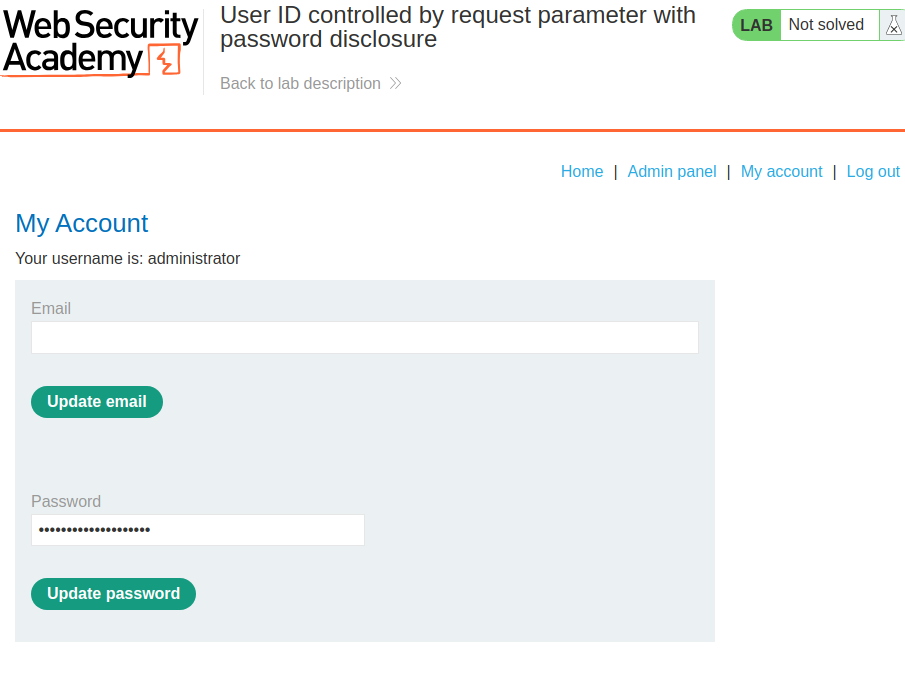 Web Security
Academy
User ID controlled by request parameter with
password disclosure
LAB Not solved
Back to lab description
Home | Admin panel | My account | Log out
My Account
Your username is: administrator
Email
Update email
Password
••••••••••••••••••••
Update password